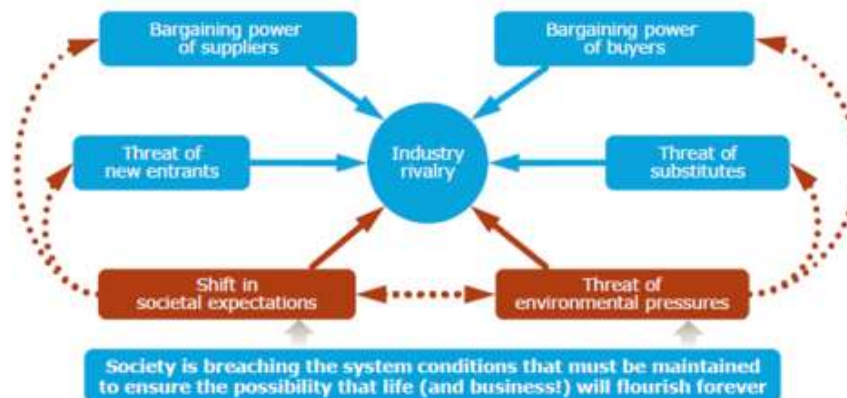 Bargaining power
of suppliers
Bargaining power
of buyers
Threat of
new entrants
Industry
rivalry
Threat of
substitutes
Shift in
societal expectations
Threat of
environmental pressures
Society is breaching the system conditions that must be maintained
to ensure the possibility that life (and business!) will flourish forever